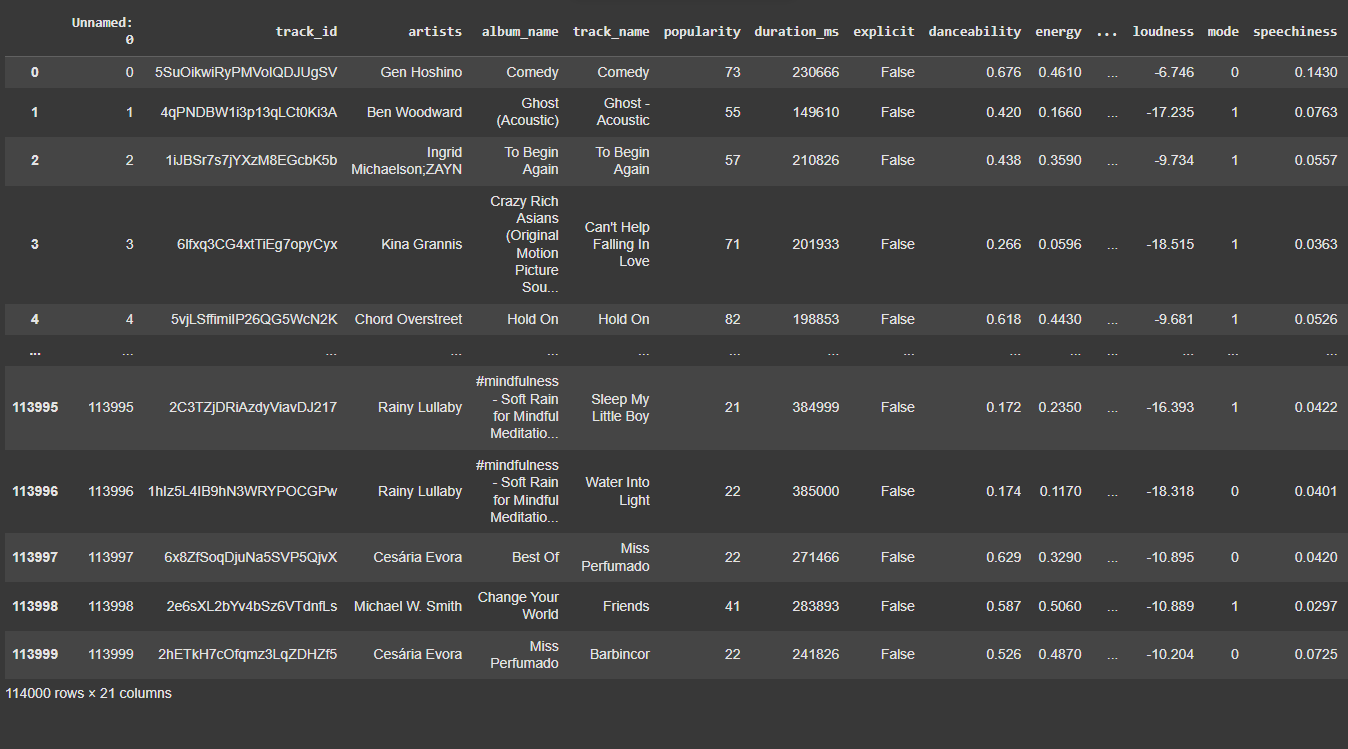 Unnamed: 0 track_id artists album_name track_name popularity duration_ms explicit danceability energy ... loudness mode speechiness
0 0 5SuOikwiRyPMVoIQDJUgSV Gen Hoshino Comedy Comedy 73 230666 False 0.676 0.4610 ... -6.746 0 0.1430
1 1 4qPNDBW1i3p13qLCt0Ki3A Ben Woodward Ghost (Acoustic) Ghost - Acoustic 55 149610 False 0.420 0.1660 ... -17.235 1 0.0763
2 2 1iJBSr7s7jYXzM8EGcbK5b Ingrid Michaelson;ZAYN To Begin Again To Begin Again 57 210826 False 0.438 0.3590 ... -9.734 1 0.0557
3 3 6lfxq3CG4xtTiEg7opyCyx Kina Grannis Crazy Rich Asians (Original Motion Picture Sou... Can't Help Falling In Love 71 201933 False 0.266 0.0596 ... -18.515 1 0.0363
4 4 5vjLSffimiIP26QG5WcN2K Chord Overstreet Hold On Hold On 82 198853 False 0.618 0.4430 ... -9.681 1 0.0526
... ... ... ... ... ... ... ... ... ... ... ... ... ... ...
113995 113995 2C3TZjDRiAzdyViavDJ217 Rainy Lullaby #mindfulness - Soft Rain for Mindful Meditatio... Sleep My Little Boy 21 384999 False 0.172 0.2350 ... -16.393 1 0.0422
113996 113996 1hIz5L4IB9hN3WRYPOCGPw Rainy Lullaby #mindfulness - Soft Rain for Mindful Meditatio... Water Into Light 22 385000 False 0.174 0.1170 ... -18.318 0 0.0401
113997 113997 6x8ZfSoqDjuNa5SVP5QjvX Cesária Evora Best Of Miss Perfumado 22 271466 False 0.629 0.3290 ... -10.895 0 0.0420
113998 113998 2e6sXL2bYv4bSz6VTdnfLs Michael W. Smith Change Your World Friends 41 283893 False 0.587 0.5060 ... -10.889 1 0.0297
113999 113999 2hETkH7cOfqmz3LqZDHZf5 Cesária Evora Miss Perfumado Barbincor 22 241826 False 0.526 0.4870 ... -10.204 0 0.0725
114000 rows × 21 columns